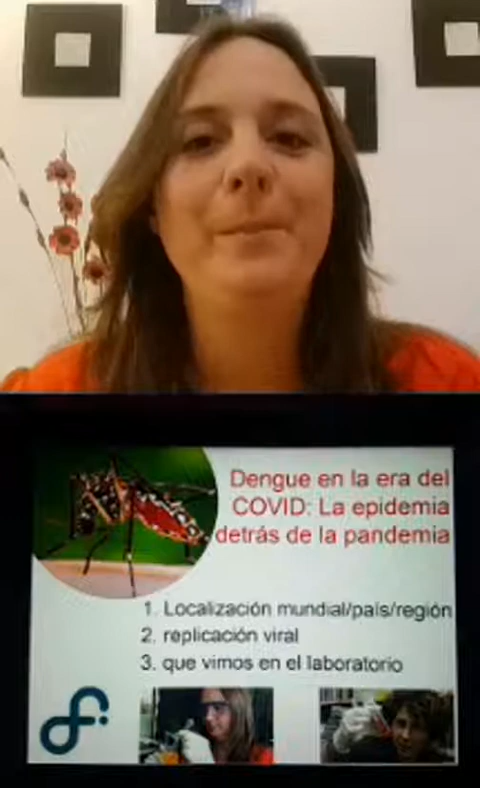 Dengue en la era del
COVID: La epidemia
detrás de la pandemia
1. Localización mundial/país/región
2. replicación viral
3. que vimos en el laboratorio